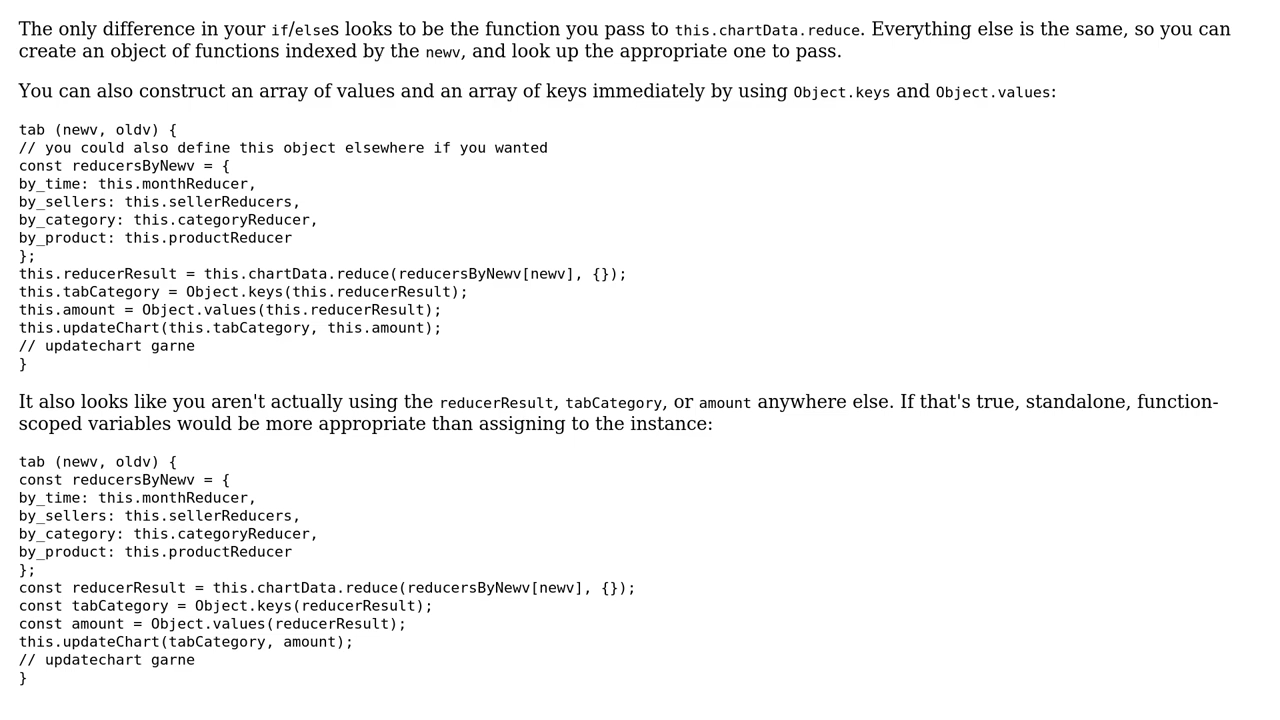 The only difference in your if/elses looks to be the function you pass to this.chartData.reduce. Everything else is the same, so you can
create an object of functions indexed by the newv, and look up the appropriate one to pass.
You can also construct an array of values and an array of keys immediately by using Object.keys and Object.values:
tab (newv, oldv) {
// you could also define this object elsewhere if you wanted
const reducersByNewv = {
by_time: this.monthReducer,
by_sellers: this.sellerReducers,
by_category: this.categoryReducer,
by_product: this.productReducer
};
this.reducerResult = this.chartData.reduce(reducersByNewv[newv], {});
this.tabCategory = Object.keys(this.reducerResult);
this.amount = Object.values(this.reducerResult);
this.updateChart(this.tabCategory, this.amount);
// updatechart garne
}
It also looks like you aren't actually using the reducerResult, tabCategory, or amount anywhere else. If that's true, standalone, function-
scoped variables would be more appropriate than assigning to the instance:
tab (newv, oldv) {
const reducersByNewv = {
by_time: this.monthReducer,
by_sellers: this.sellerReducers,
by_category: this.categoryReducer,
by_product: this.productReducer
};
const reducerResult = this.chartData.reduce(reducersByNewv[newv], {});
const tabCategory = Object.keys(reducerResult);
const amount = Object.values(reducerResult);
this.updateChart(tabCategory, amount);
// updatechart garne
}